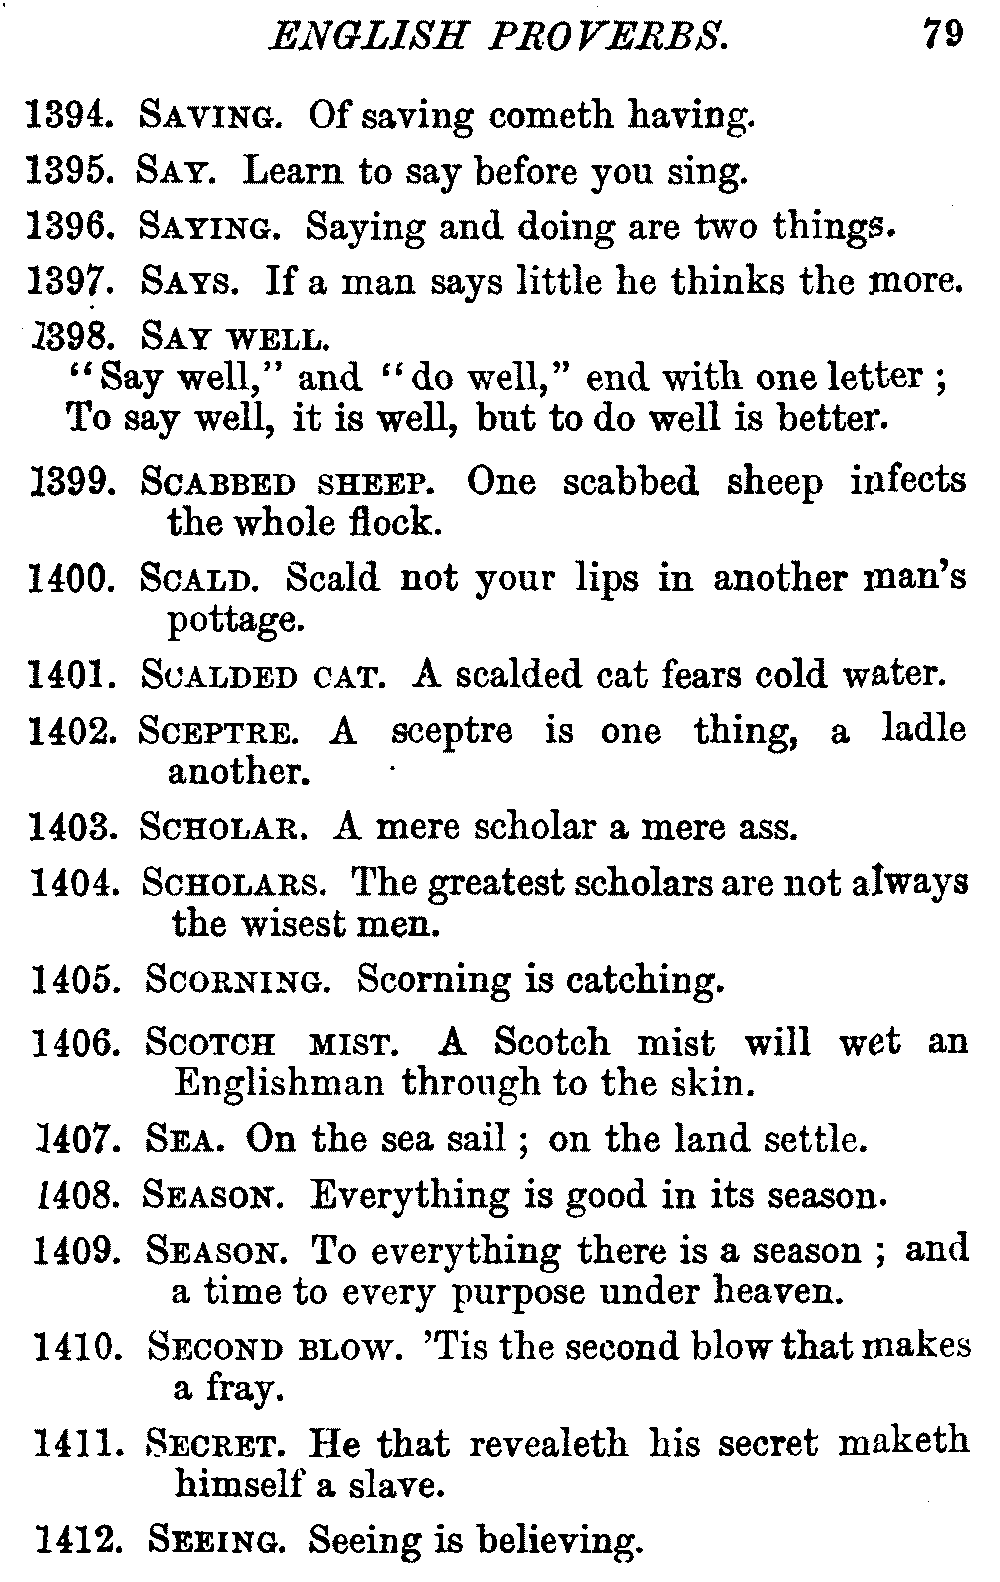 ENGLISH PROVERBS. 79
1394. SAVING. Of saving cometh having.
1395. SAY. Learn to say before you sing.
1396. SAYING. Saying and doing are two things.
1397. SAYS. If a man says little he thinks the more.
1398. SAY WELL.
"Say well," and "do well," end with one letter ;
To say well, it is well, but to do well is better.
1399. SCABBED SHEEP. One scabbed sheep infects
the whole flock.
1400. SCALD. Scald not your lips in another man's
pottage.
1401. SCALDED CAT. A scalded cat fears cold water.
1402. SCEPTRE. A sceptre is one thing, a ladle
another.
1403. SCHOLAR. A mere scholar a mere ass.
1404. SCHOLARS. The greatest scholars are not always
the wisest men.
1405. SCORNING. Scorning is catching.
1406. SCOTCH MIST. A Scotch mist will wet an
Englishman through to the skin.
1407. SEA. On the sea sail ; on the land settle.
1408. SEASON. Everything is good in its season.
1409. SEASON. To everything there is a season ; and
a time to every purpose under heaven.
1410. SECOND BLOW. 'Tis the second blow that makes
a fray.
1411. SECRET. He that revealeth his secret maketh
himself a slave.
1412. SEEING. Seeing is believing.